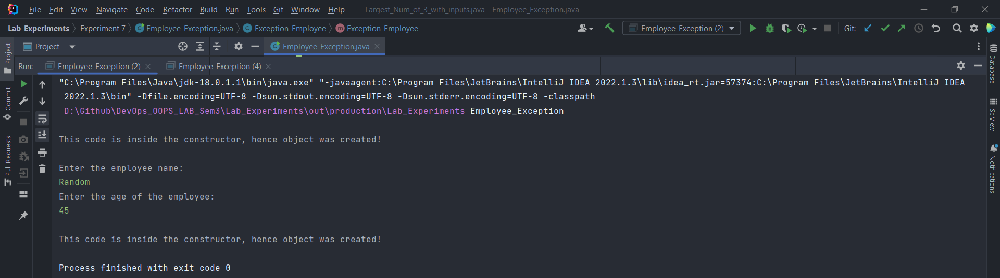 File Edit View Navigate Code Refactor Build Run Tools Git Window Help Largest_Num_of_3_with_inputs.java - Employee_Exception.java
Lab_Experiments Experiment 7 Employee_Exception.java Exception_Employee Exception_Employee Employee_Exception (2) Git:
Project Employee_Exception.java
Run: Employee_Exception (2) Employee_Exception (4)
"C:\Program Files\Java\jdk-18.0.1.1\bin\java.exe" "-javaagent:C:\Program Files\JetBrains\IntelliJ IDEA 2022.1.3\lib\idea_rt.jar=57374:C:\Program Files\JetBrains\IntelliJ IDEA
2022.1.3\bin" -Dfile.encoding=UTF-8 -Dsun.stdout.encoding=UTF-8 -Dsun.stderr.encoding=UTF-8 -classpath
D:\Github\DevOps_OOPS_LAB_Sem3\Lab_Experiments\out\production\Lab_Experiments Employee_Exception
This code is inside the constructor, hence object was created!
Enter the employee name:
Random
Enter the age of the employee:
45
This code is inside the constructor, hence object was created!
Process finished with exit code 0
Project
Commit
Pull Requests
Database
SciView
Notifications